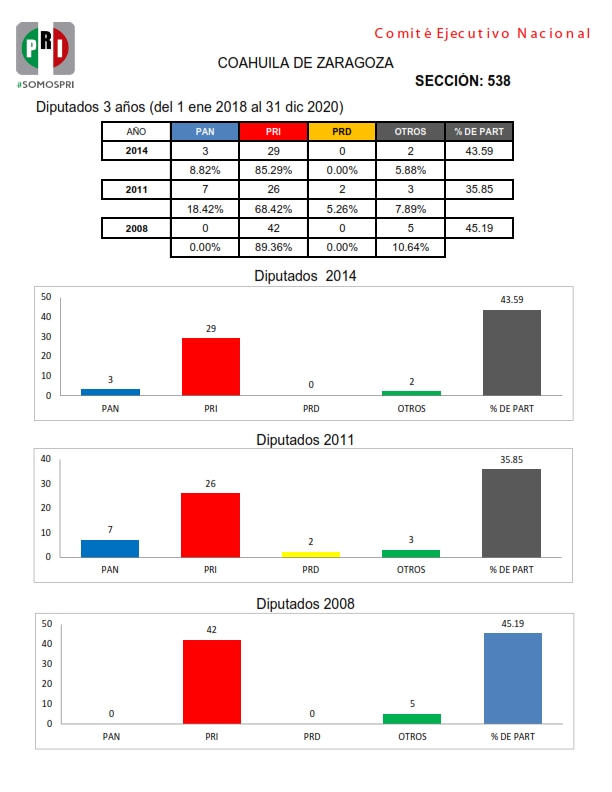 PRI
#SOMOSPRI
Comité Ejecutivo Nacional
COAHUILA DE ZARAGOZA
SECCIÓN: 538
Diputados 3 años (del 1 ene 2018 al 31 dic 2020)
AÑO PAN PRI PRD OTROS % DE PART
2014 3 29 0 2 43.59
8.82% 85.29% 0.00% 5.88%
2011 7 26 2 3 35.85
18.42% 68.42% 5.26% 7.89%
2008 0 42 0 5 45.19
0.00% 89.36% 0.00% 10.64%
Diputados 2014
50
40
30
20
10
0
3 29 0 2 43.59
PAN PRI PRD OTROS % DE PART
Diputados 2011
40
30
20
10
0
7 26 2 3 35.85
PAN PRI PRD OTROS % DE PART
Diputados 2008
50
40
30
20
10
0
0 42 0 5 45.19
PAN PRI PRD OTROS % DE PART